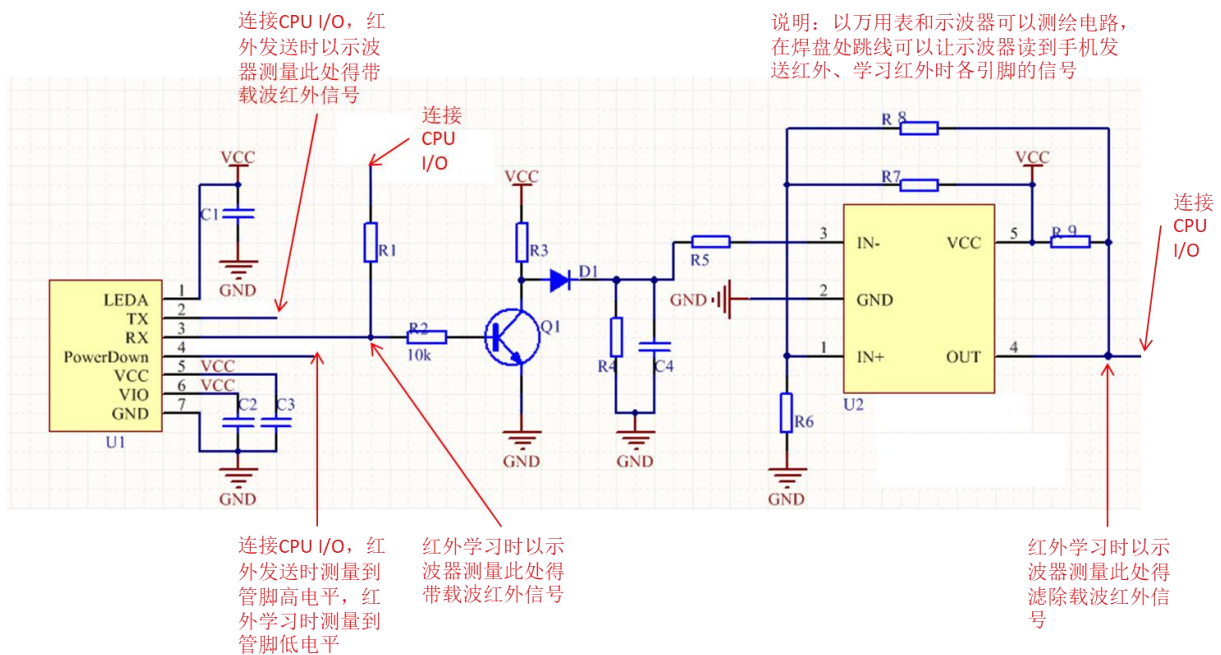 连接CPU I/O，红
外发送时以示波
器测量此处得带
载波红外信号
说明：以万用表和示波器可以测绘电路，
在焊盘处跳线可以让示波器读到手机发
送红外、学习红外时各引脚的信号
连接
CPU
I/O
R 8
VCC
VCC
VCC
R7
C1
R1
R3
连接
CPU
I/O
3 IN- VCC 5
R 9
R5
GND
D1
LEDA 1
TX 2
RX 3
PowerDown 4
VCC 5 VCC
VIO 6 VCC
GND 7
U1
GND
2 GND
R2
10k
Q1
R4
C4
1 IN+ OUT 4
U2
C2
C3
R6
GND
GND
GND
GND
连接CPU I/O，红
外发送时测量到
管脚高电平，红
外学习时测量到
管脚低电平
红外学习时以示
波器测量此处得
带载波红外信号
红外学习时以示
波器测量此处得
滤除载波红外信
号